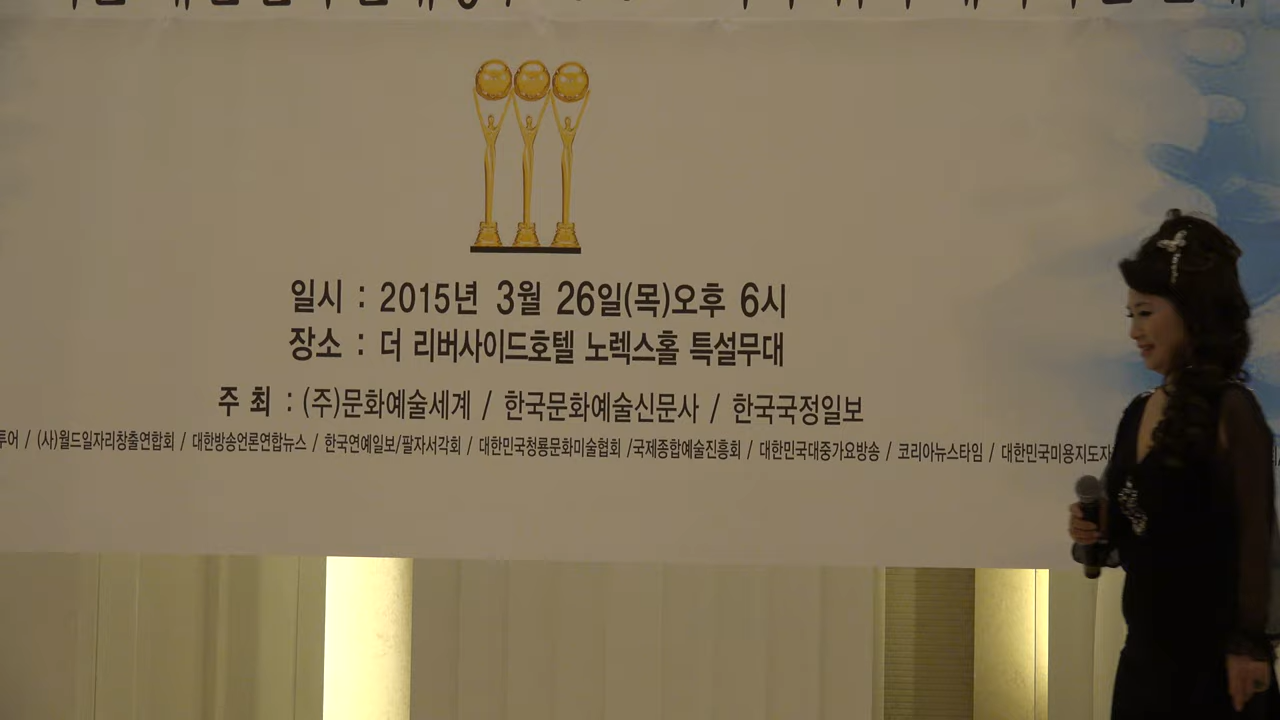 일시 : 2015년 3월 26일(목)오후 6시
장소 : 더 리버사이드호텔 노렉스홀 특설무대
주 최 : (주)문화예술세계 / 한국문화예술신문사 / 한국국정일보
투어 / (사)월드일자리창출연합회 / 대한방송언론연합뉴스 / 한국연예일보/팔자서각회 / 대한민국청룡문화미술협회 /국제종합예술진흥회 / 대한민국대중가요방송 / 코리아뉴스타임 / 대한민국미용지도자